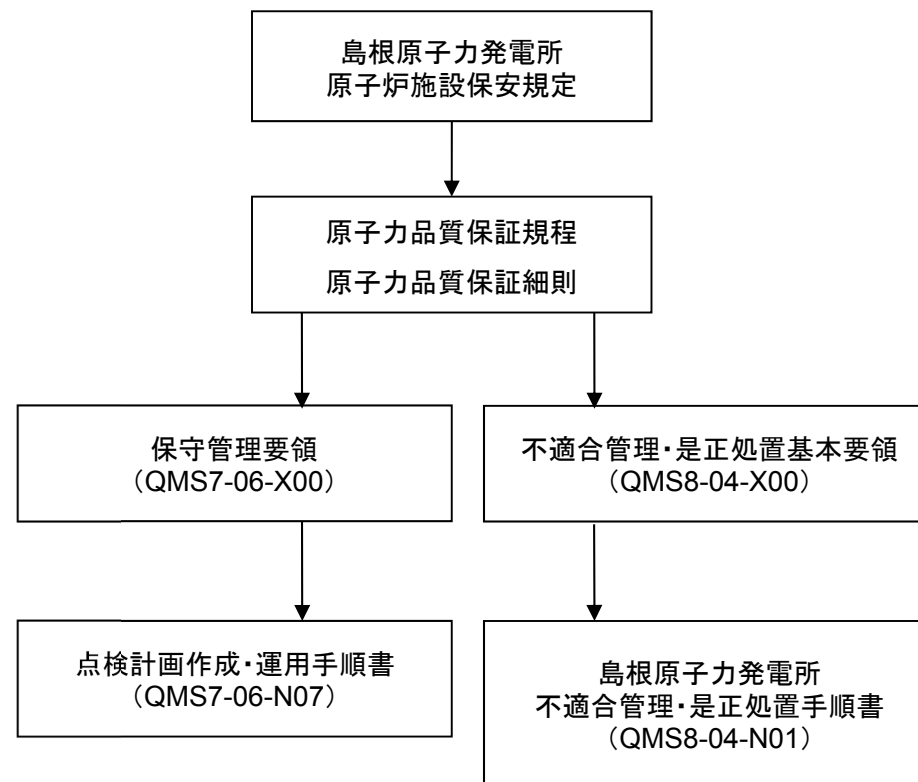 島根原子力発電所
原子炉施設保安規定
原子力品質保証規程
原子力品質保証細則
保守管理要領
（QMS7-06-X00）
不適合管理・是正処置基本要領
（QMS8-04-X00）
点検計画作成・運用手順書
（QMS7-06-N07）
島根原子力発電所
不適合管理・是正処置手順書
（QMS8-04-N01）